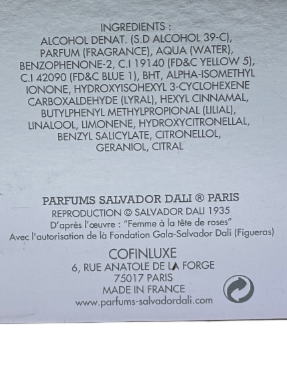 INGREDIENTS :
ALCOHOL DENAT. (S.D ALCOHOL 39-C),
PARFUM (FRAGRANCE), AQUA (WATER),
BENZOPHENONE-2, C.I 19140 (FD&C YELLOW 5),
C.I 42090 (FD&C BLUE 1), BHT, ALPHA-ISOMETHYL
IONONE, HYDROXYISOHEXYL 3-CYCLOHEXENE
CARBOXALDEHYDE (LYRAL), HEXYL CINNAMAL,
BUTYLPHENYL METHYLPROPIONAL (LILIAL),
LINALOOL, LIMONENE, HYDROXYCITRONELLAL,
BENZYL SALICYLATE, CITRONELLOL,
GERANIOL, CITRAL
PARFUMS SALVADOR DALI ® PARIS
REPRODUCTION © SALVADOR DALI 1935
D'après l'œuvre : "Femme à la tête de roses"
Avec l'autorisation de là Fondation Gala-Salvador Dali (Figueras)
COFINLUXE
6, RUE ANATOLE DE LA FORGE
75017 PARIS
MADE IN FRANCE
www.parfums-salvadordali.com